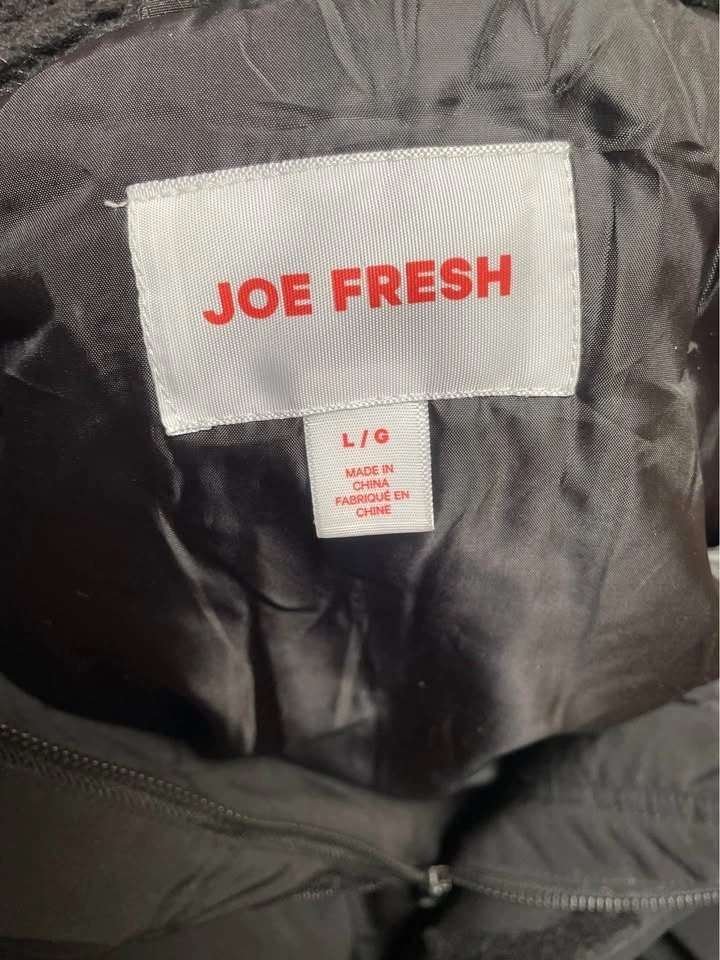 JOE FRESH
L / G
MADE IN
CHINA
FABRIQUÉ EN
CHINE